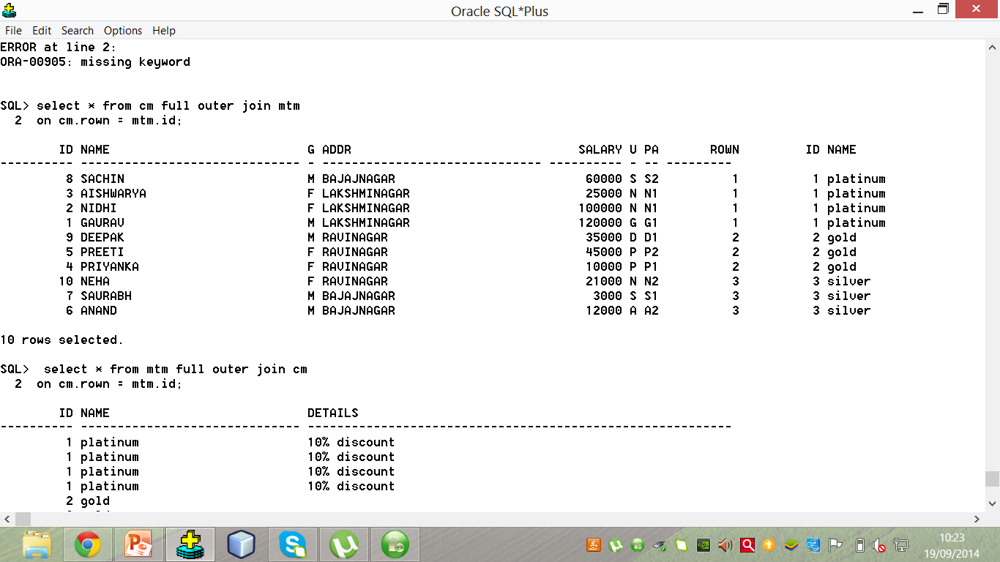 Oracle SQL*Plus
File Edit Search Options Help
ERROR at line 2:
ORA-00905: missing keyword
SQL> select * from cm full outer join mtm
  2  on cm.rown = mtm.id;
        ID NAME                           G ADDR                               SALARY U PA       ROWN         ID NAME
---------- ------------------------------ - ------------------------------ ---------- - -- ----------
         8 SACHIN                         M BAJAJNAGAR                          60000 S S2          1          1 platinum
         3 AISHWARYA                      F LAKSHMINAGAR                        25000 N N1          1          1 platinum
         2 NIDHI                          F LAKSHMINAGAR                       100000 N N1          1          1 platinum
         1 GAURAV                         M LAKSHMINAGAR                       120000 G G1          1          1 platinum
         9 DEEPAK                         M RAVINAGAR                           35000 D D1          2          2 gold
         5 PREETI                         F RAVINAGAR                           45000 P P2          2          2 gold
         4 PRIYANKA                       F RAVINAGAR                           10000 P P1          2          2 gold
        10 NEHA                           F RAVINAGAR                           21000 N N2          3          3 silver
         7 SAURABH                        M BAJAJNAGAR                           3000 S S1          3          3 silver
         6 ANAND                          M BAJAJNAGAR                          12000 A A2          3          3 silver
10 rows selected.
SQL>  select * from mtm full outer join cm
  2  on cm.rown = mtm.id;
        ID NAME                           DETAILS
---------- ------------------------------ ----------------------------------------------------------
         1 platinum                       10% discount
         1 platinum                       10% discount
         1 platinum                       10% discount
         1 platinum                       10% discount
         2 gold
10:23
19/09/2014